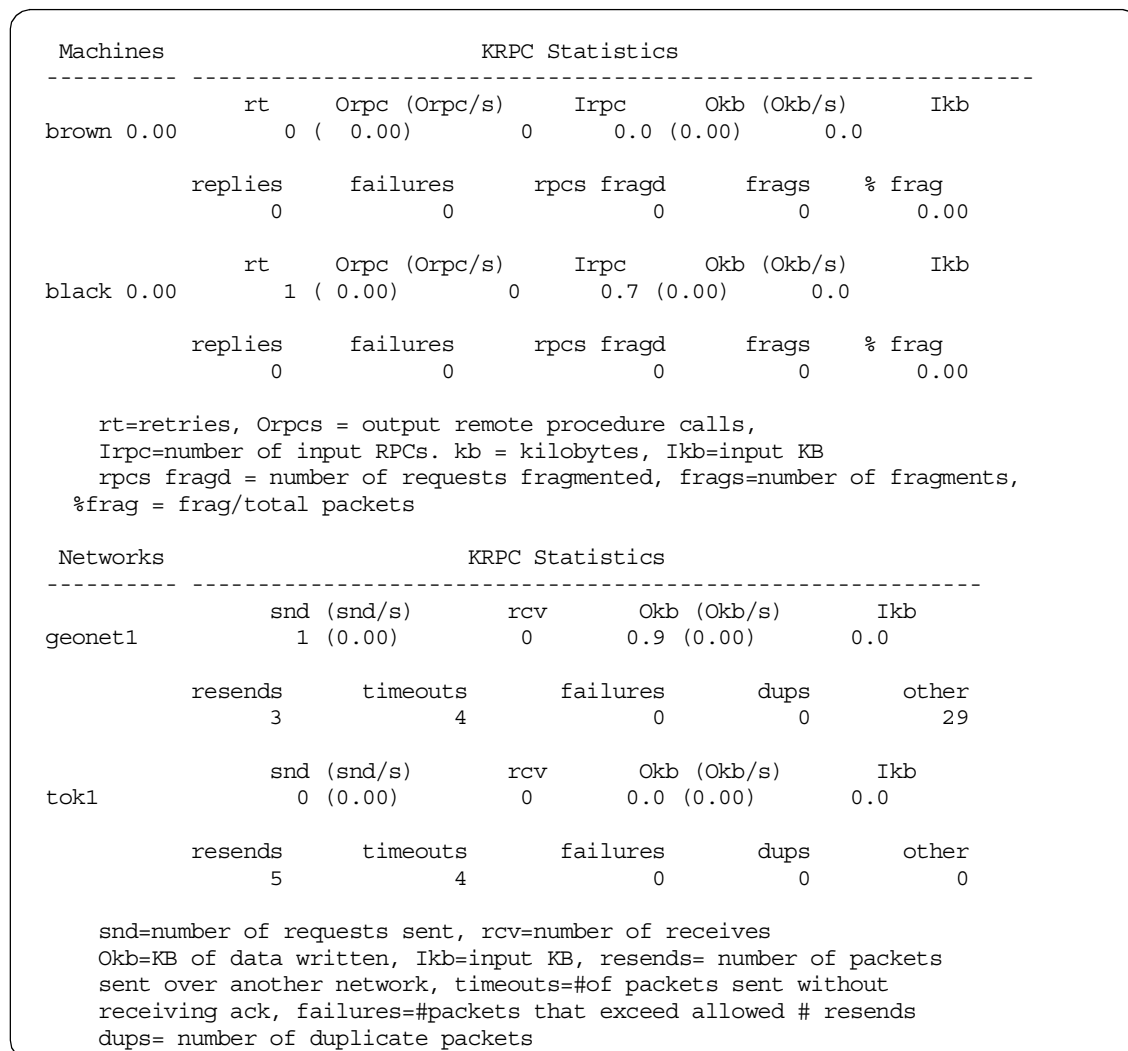 Machines                        KRPC Statistics
---------- -----------------------------------------------------------------
               rt     Orpc (Orpc/s)     Irpc      Okb (Okb/s)      Ikb
brown 0.00        0 (  0.00)        0      0.0 (0.00)      0.0
           replies     failures      rpcs fragd      frags    % frag
                 0            0               0          0      0.00
               rt     Orpc (Orpc/s)     Irpc      Okb (Okb/s)      Ikb
black 0.00        1 ( 0.00)        0     0.7 (0.00)      0.0
           replies     failures      rpcs fragd      frags    % frag
                 0            0               0          0      0.00
rt=retries, Orpcs = output remote procedure calls,
Irpc=number of input RPCs. kb = kilobytes, Ikb=input KB
rpcs fragd = number of requests fragmented, frags=number of fragments,
%frag = frag/total packets
Networks                       KRPC Statistics
---------- -------------------------------------------------------------
                 snd (snd/s)       rcv       Okb (Okb/s)       Ikb
geonet1            1 (0.00)          0       0.9 (0.00)      0.0
           resends      timeouts       failures       dups      other
                 3             4              0          0         29
                 snd (snd/s)       rcv       Okb (Okb/s)       Ikb
tok1               0 (0.00)          0       0.0 (0.00)      0.0
           resends      timeouts       failures       dups      other
                 5             4              0          0          0
snd=number of requests sent, rcv=number of receives
Okb=KB of data written, Ikb=input KB, resends= number of packets
sent over another network, timeouts=#of packets sent without
receiving ack, failures=#packets that exceed allowed # resends
dups= number of duplicate packets